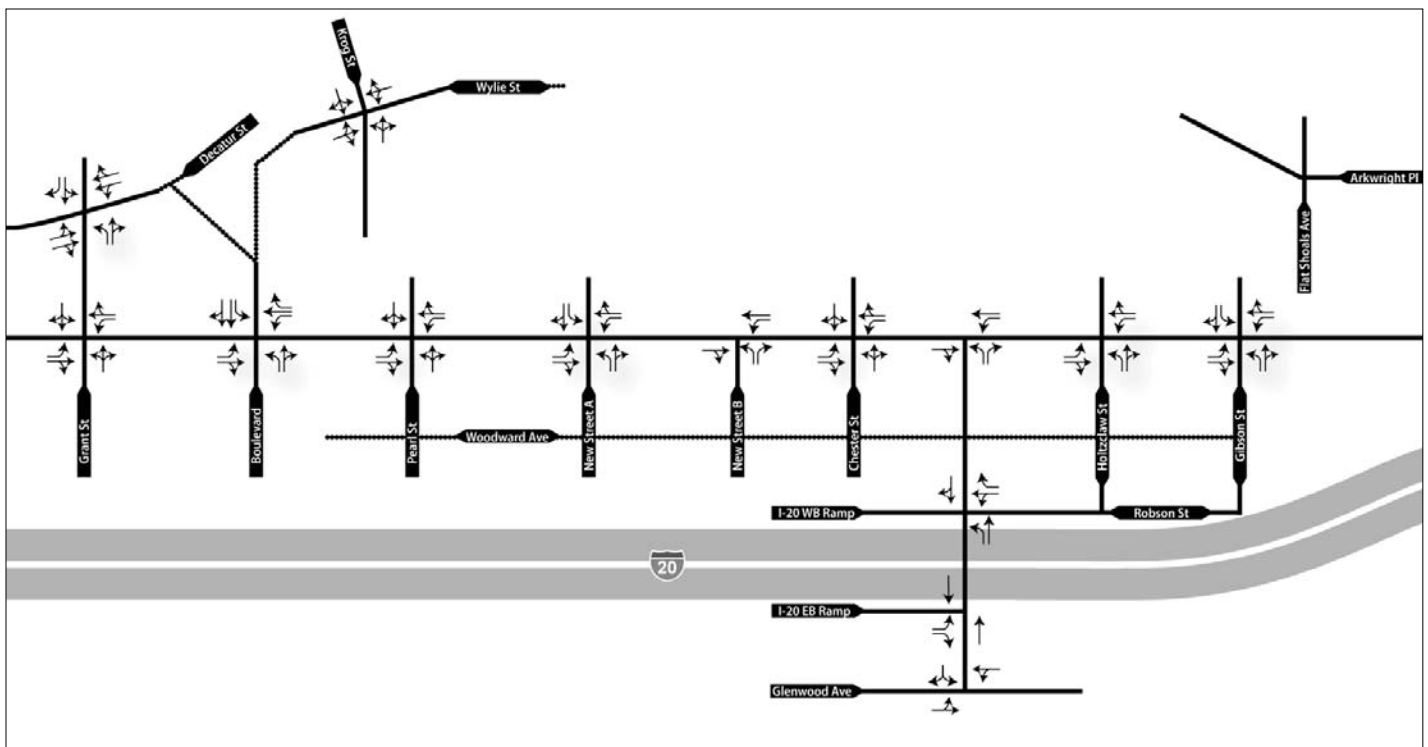 Krog St
Wylie St
Decatur St
Arkwright Pl
Flat Shoals Ave
Grant St
Boulevard
Pearl St
New Street A
New Street B
Chester St
Holtzclaw St
Gibson St
Woodward Ave
I-20 WB Ramp
Robson St
20
I-20 EB Ramp
Glenwood Ave